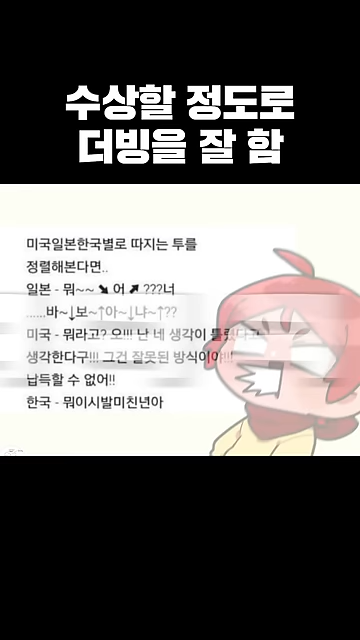 수상할 정도로
더빙을 잘 함
미국일본한국별로 따지는 투를
정렬해본다면..
일본 - 뭐~~ ⬊ 어 ⬈ ???너
......바~↓보~↑아~↓냐~↑??
미국 - 뭐라고? 오!!! 난 네 생각이 틀렸다고
생각한다구!!! 그건 잘못된 방식이야!!!
납득할 수 없어!!
한국 - 뭐이시발미친년아